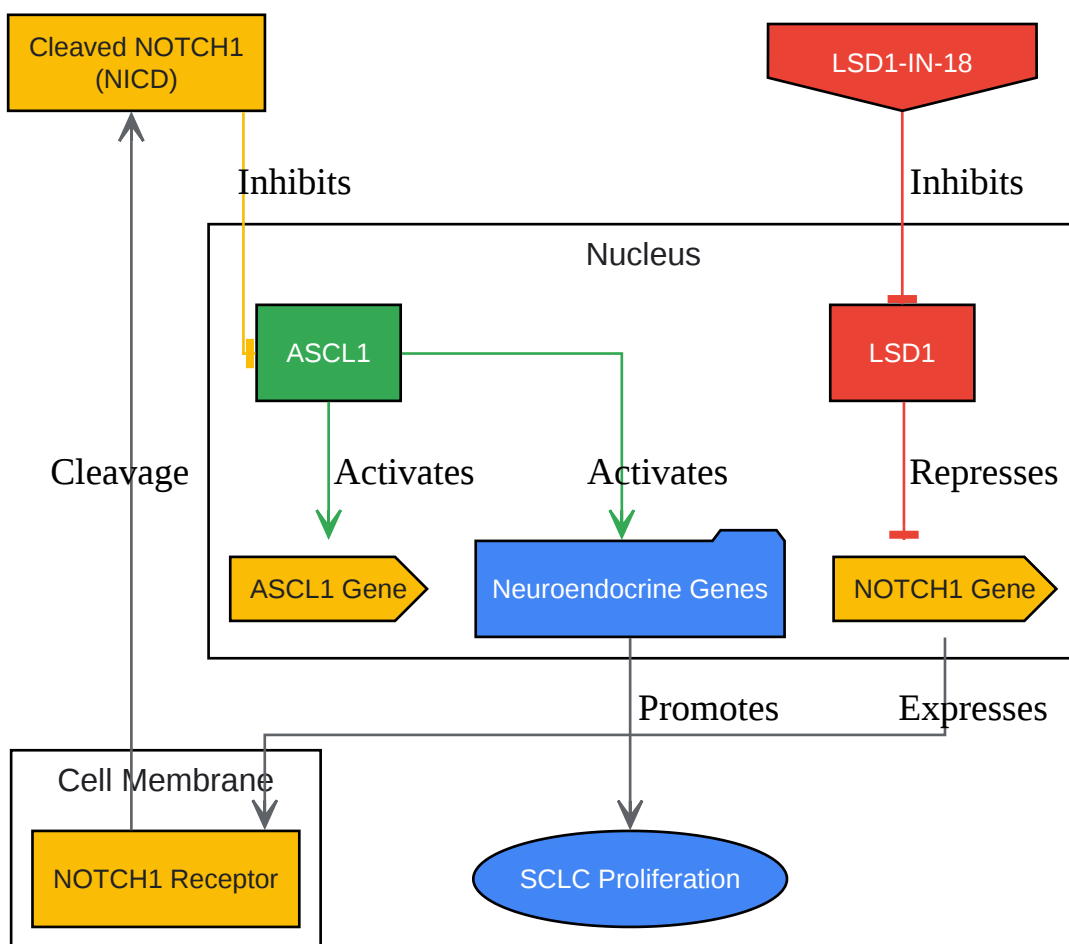 Cleaved NOTCH1
(NICD)
LSD1-IN-18
Inhibits
Inhibits
Nucleus
ASCL1
LSD1
Cleavage
Activates
Activates
Represses
ASCL1 Gene
Neuroendocrine Genes
NOTCH1 Gene
Promotes
Expresses
Cell Membrane
NOTCH1 Receptor
SCLC Proliferation